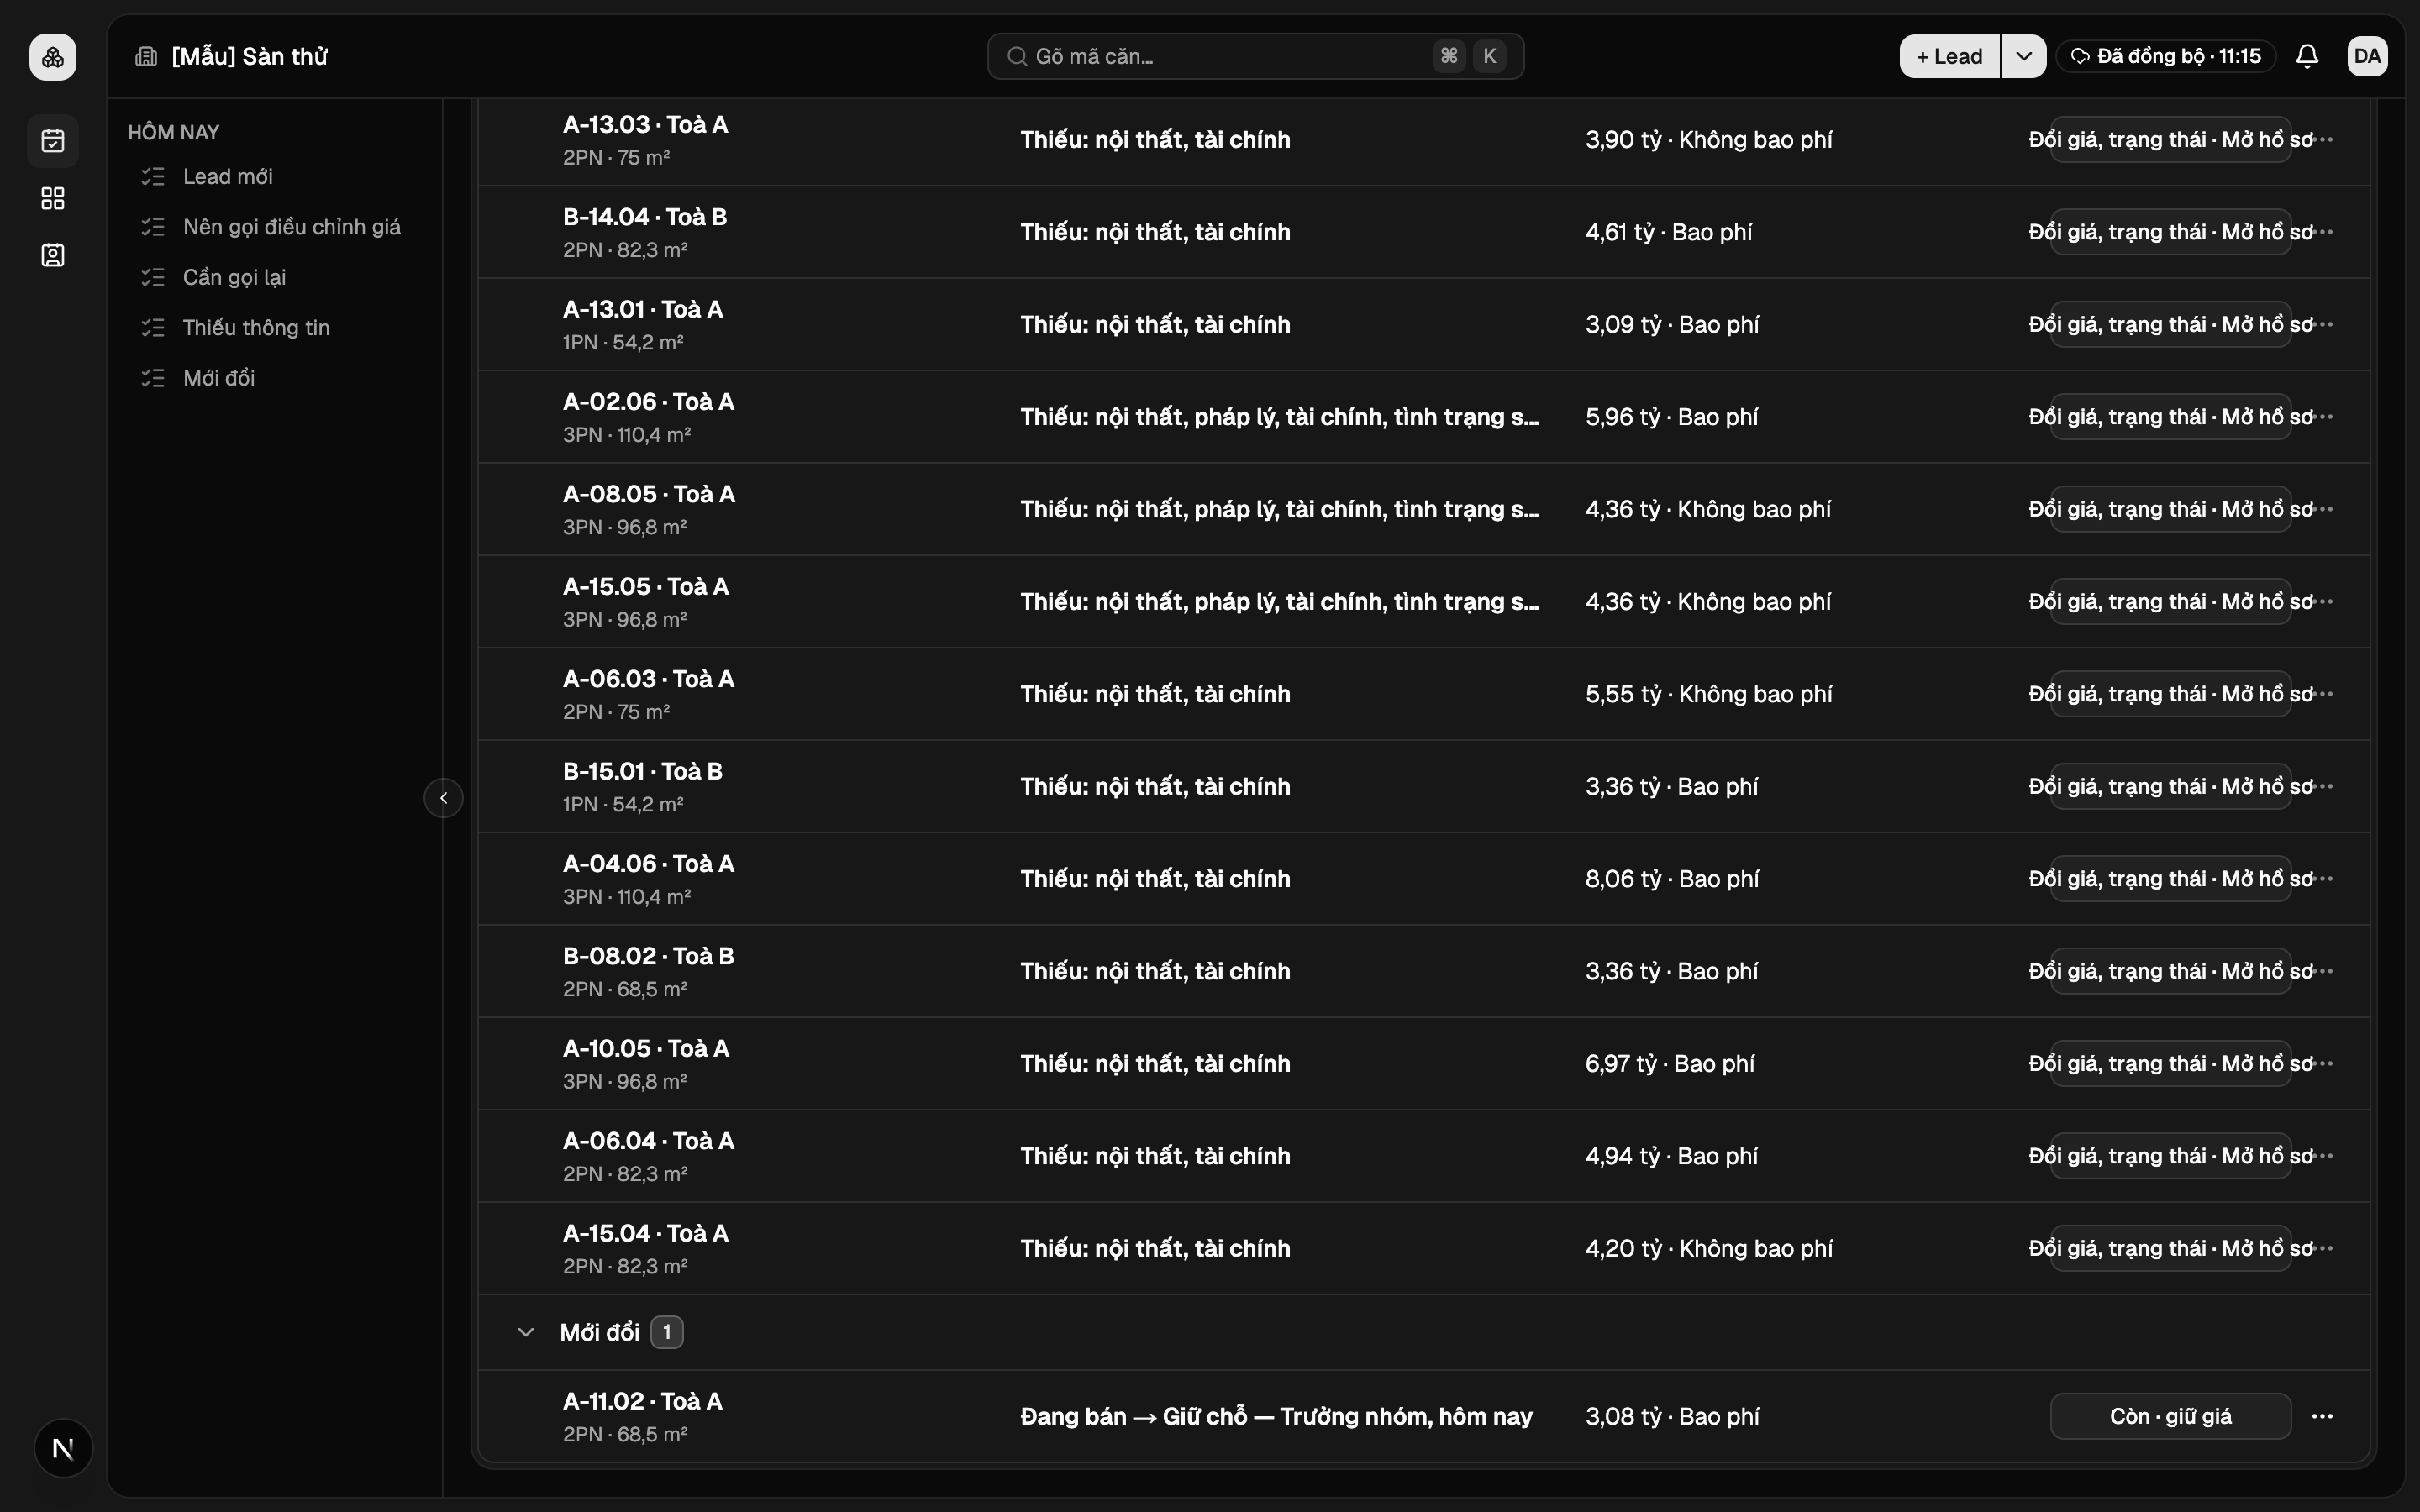 [Mẫu] Sàn thử
Gõ mã căn...
⌘ K
+ Lead
Đã đồng bộ · 11:15
DA
HÔM NAY
Lead mới
Nên gọi điều chỉnh giá
Cần gọi lại
Thiếu thông tin
Mới đổi
A-13.03 · Toà A
2PN · 75 m²
Thiếu: nội thất, tài chính
3,90 tỷ · Không bao phí
Đổi giá, trạng thái · Mở hồ sơ
B-14.04 · Toà B
2PN · 82,3 m²
Thiếu: nội thất, tài chính
4,61 tỷ · Bao phí
Đổi giá, trạng thái · Mở hồ sơ
A-13.01 · Toà A
1PN · 54,2 m²
Thiếu: nội thất, tài chính
3,09 tỷ · Bao phí
Đổi giá, trạng thái · Mở hồ sơ
A-02.06 · Toà A
3PN · 110,4 m²
Thiếu: nội thất, pháp lý, tài chính, tình trạng s...
5,96 tỷ · Bao phí
Đổi giá, trạng thái · Mở hồ sơ
A-08.05 · Toà A
3PN · 96,8 m²
Thiếu: nội thất, pháp lý, tài chính, tình trạng s...
4,36 tỷ · Không bao phí
Đổi giá, trạng thái · Mở hồ sơ
A-15.05 · Toà A
3PN · 96,8 m²
Thiếu: nội thất, pháp lý, tài chính, tình trạng s...
4,36 tỷ · Không bao phí
Đổi giá, trạng thái · Mở hồ sơ
A-06.03 · Toà A
2PN · 75 m²
Thiếu: nội thất, tài chính
5,55 tỷ · Không bao phí
Đổi giá, trạng thái · Mở hồ sơ
B-15.01 · Toà B
1PN · 54,2 m²
Thiếu: nội thất, tài chính
3,36 tỷ · Bao phí
Đổi giá, trạng thái · Mở hồ sơ
A-04.06 · Toà A
3PN · 110,4 m²
Thiếu: nội thất, tài chính
8,06 tỷ · Bao phí
Đổi giá, trạng thái · Mở hồ sơ
B-08.02 · Toà B
2PN · 68,5 m²
Thiếu: nội thất, tài chính
3,36 tỷ · Bao phí
Đổi giá, trạng thái · Mở hồ sơ
A-10.05 · Toà A
3PN · 96,8 m²
Thiếu: nội thất, tài chính
6,97 tỷ · Bao phí
Đổi giá, trạng thái · Mở hồ sơ
A-06.04 · Toà A
2PN · 82,3 m²
Thiếu: nội thất, tài chính
4,94 tỷ · Bao phí
Đổi giá, trạng thái · Mở hồ sơ
A-15.04 · Toà A
2PN · 82,3 m²
Thiếu: nội thất, tài chính
4,20 tỷ · Không bao phí
Đổi giá, trạng thái · Mở hồ sơ
Mới đổi 1
A-11.02 · Toà A
2PN · 68,5 m²
Đang bán → Giữ chỗ — Trưởng nhóm, hôm nay
3,08 tỷ · Bao phí
Còn · giữ giá
N